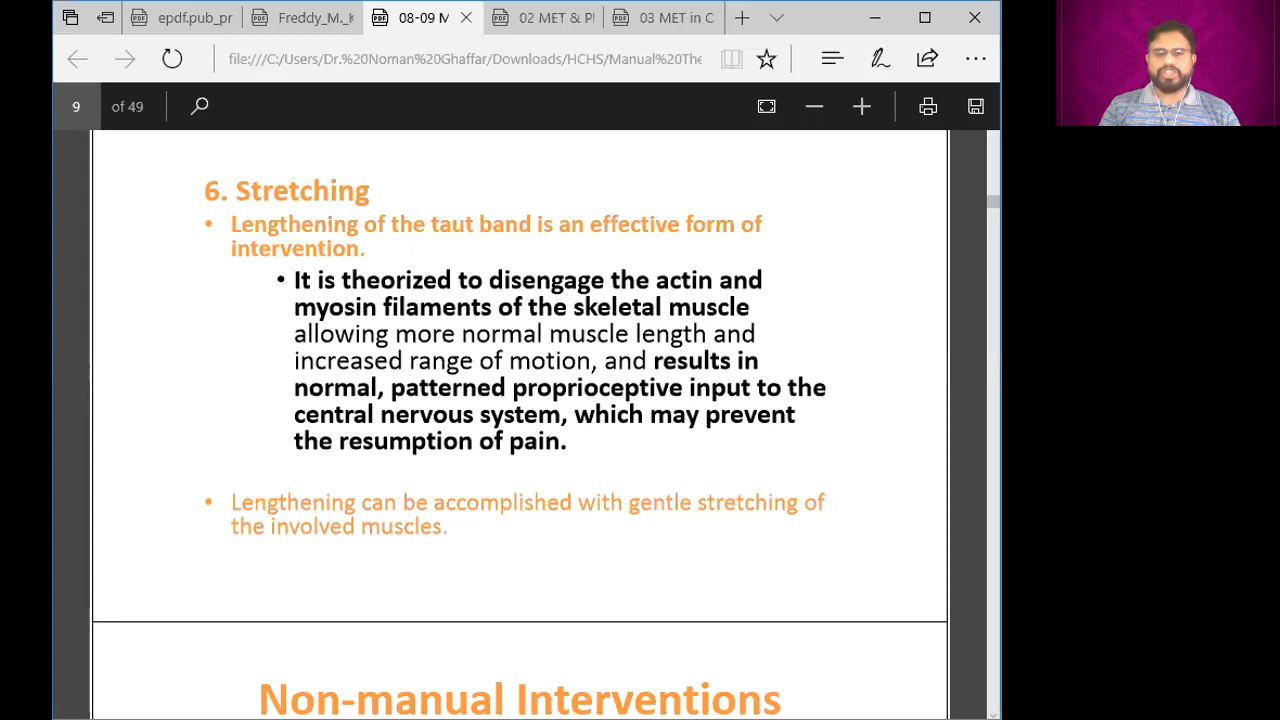 epdf.pub_pr
Freddy_M._K
08-09 M
02 MET & Pl
03 MET in C
file:///C:/Users/Dr.%20Noman%20Ghaffar/Downloads/HCHS/Manual%20The
9 of 49
6. Stretching
• Lengthening of the taut band is an effective form of
intervention.
• It is theorized to disengage the actin and
myosin filaments of the skeletal muscle
allowing more normal muscle length and
increased range of motion, and results in
normal, patterned proprioceptive input to the
central nervous system, which may prevent
the resumption of pain.
• Lengthening can be accomplished with gentle stretching of
the involved muscles.
Non-manual Interventions